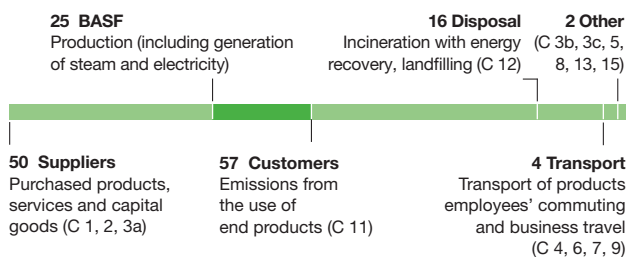 25 BASF
Production (including generation
of steam and electricity)
16 Disposal
Incineration with energy
recovery, landfilling (C 12)
2 Other
(C 3b, 3c, 5,
8, 13, 15)
50 Suppliers
Purchased products,
services and capital
goods (C 1, 2, 3a)
57 Customers
Emissions from
the use of
end products (C 11)
4 Transport
Transport of products
employees’ commuting
and business travel
(C 4, 6, 7, 9)